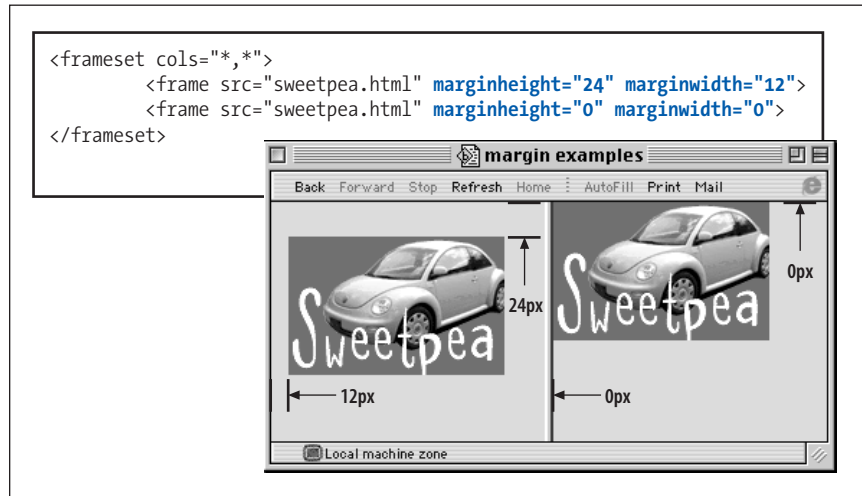 <frameset cols="*,*">
<frame src="sweetpea.html" marginheight="24" marginwidth="12">
<frame src="sweetpea.html" marginheight="0" marginwidth="0">
</frameset>
margin examples
Back Forward Stop Refresh Home AutoFill Print Mail
Sweetpea
24px
12px
Sweetpea
0px
0px
Local machine zone